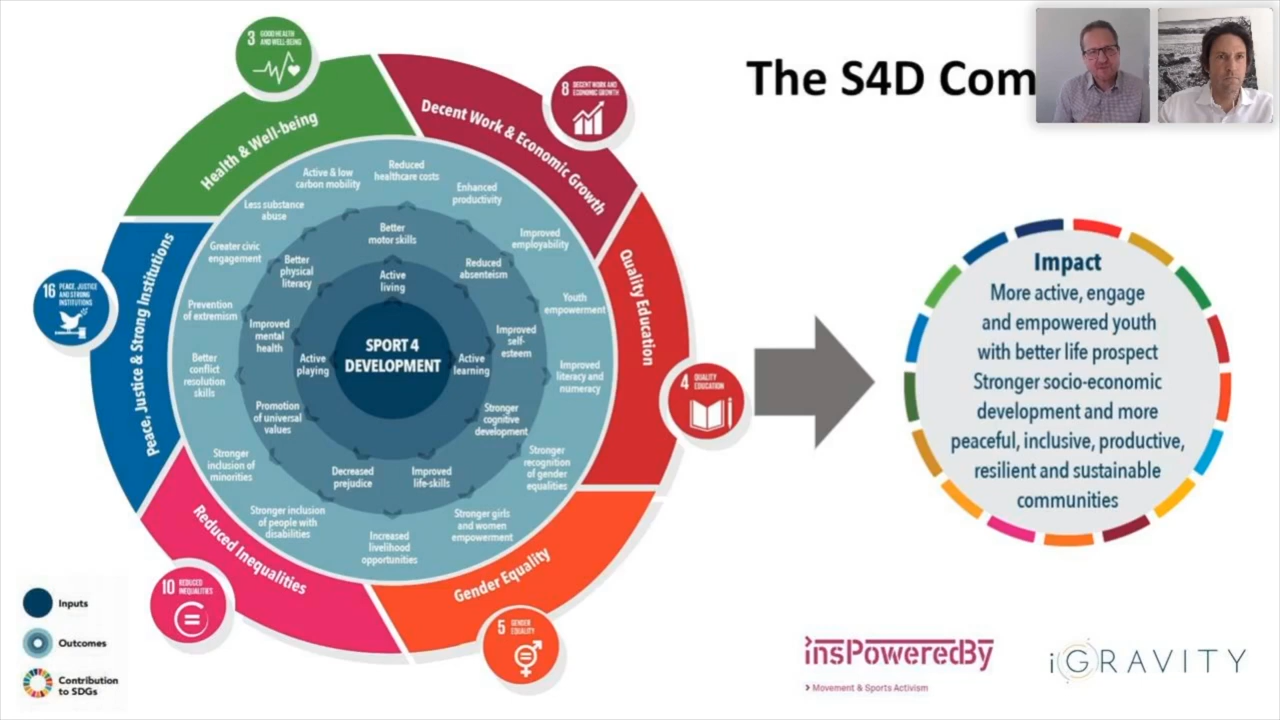 The S4D Com
3 GOOD HEALTH
AND WELL-BEING
Health & Well-being
8 DECENT WORK AND
ECONOMIC GROWTH
Decent Work & Economic Growth
Quality Education
4 QUALITY
EDUCATION
Gender Equality
5 GENDER
EQUALITY
Reduced Inequalities
10 REDUCED
INEQUALITIES
Peace, Justice & Strong Institutions
16 PEACE, JUSTICE
AND STRONG
INSTITUTIONS
Active & low
carbon mobility
Reduced
healthcare costs
Enhanced
productivity
Improved
employability
Youth
empowerment
Improved
literacy and
numeracy
Stronger
recognition
of gender
equalities
Stronger girls
and women
empowerment
Increased
livelihood
opportunities
Stronger inclusion
of people with
disabilities
Stronger
inclusion of
minorities
Better
conflict
resolution
skills
Prevention
of extremism
Greater civic
engagement
Less substance
abuse
Better
motor skills
Reduced
absenteeism
Improved
self-
esteem
Stronger
cognitive
development
Improved
life-skills
Decreased
prejudice
Promotion
of universal
values
Improved
mental
health
Better
physical
literacy
Active
living
Active
learning
Active
playing
SPORT 4
DEVELOPMENT
Impact
More active, engage
and empowered youth
with better life prospect
Stronger socio-economic
development and more
peaceful, inclusive, productive,
resilient and sustainable
communities
Inputs
Outcomes
Contribution
to SDGs
insPoweredBy
Movement & Sports Activism
iGRAVITY